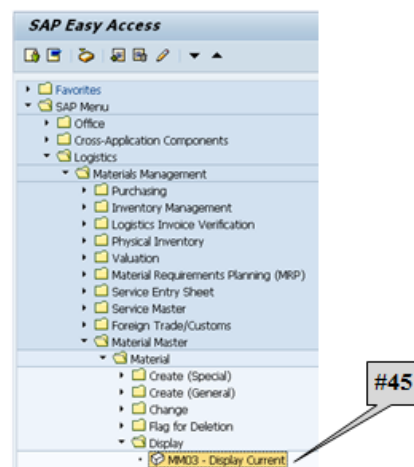 SAP Easy Access
Favorites
SAP Menu
Office
Cross-Application Components
Logistics
Materials Management
Purchasing
Inventory Management
Logistics Invoice Verification
Physical Inventory
Valuation
Material Requirements Planning (MRP)
Service Entry Sheet
Service Master
Foreign Trade/Customs
Material Master
Material
Create (Special)
Create (General)
Change
Flag for Deletion
Display
MM03 - Display Current
#45